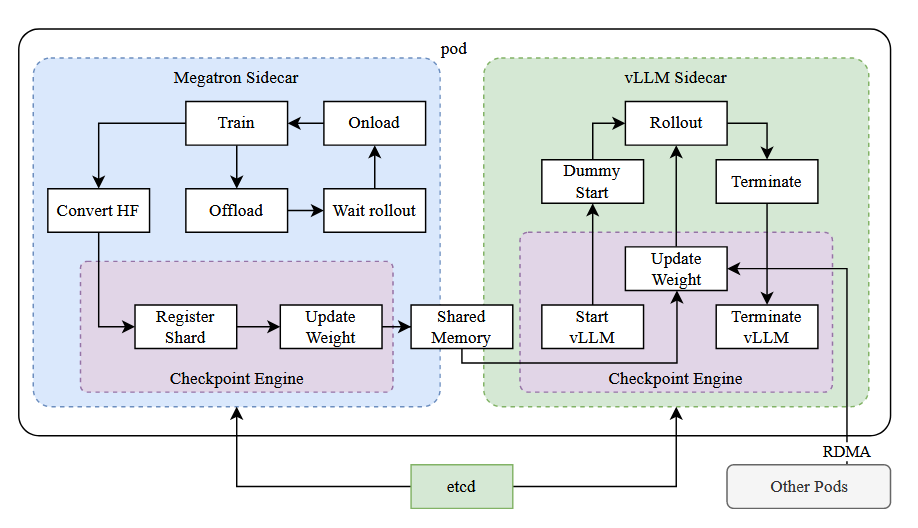 pod
Megatron Sidecar
vLLM Sidecar
Train
Onload
Rollout
Dummy
Start
Terminate
Convert HF
Offload
Wait rollout
Update
Weight
Register
Shard
Update
Weight
Shared
Memory
Start
vLLM
Terminate
vLLM
Checkpoint Engine
Checkpoint Engine
RDMA
etcd
Other Pods